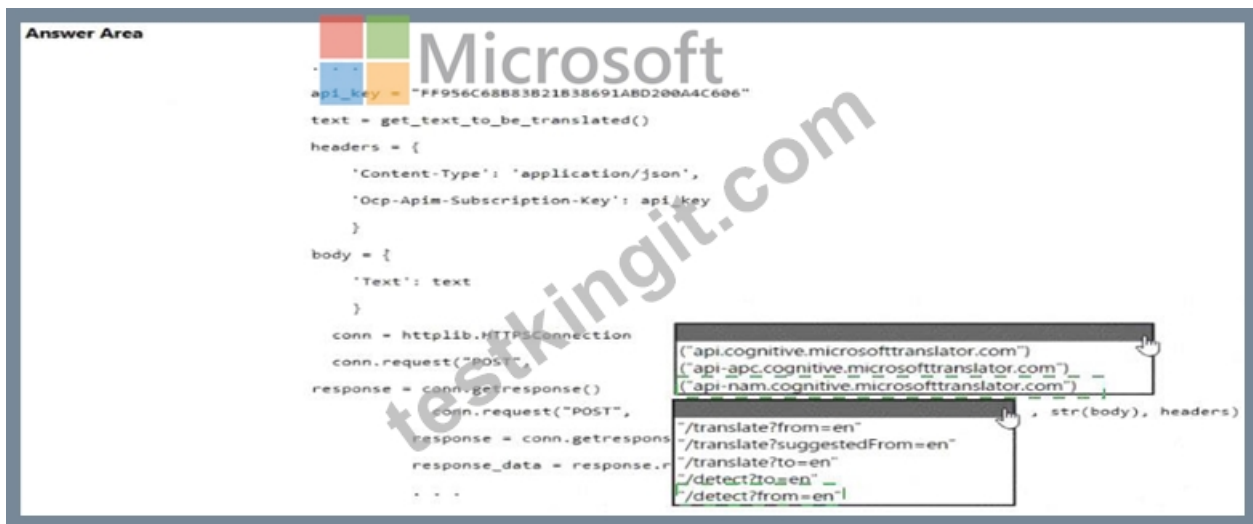 Answer Area
Microsoft
. . .
api_key = "FF956C68B83B21B38691ABD200A4C606"
text = get_text_to_be_translated()
headers = {
'Content-Type': 'application/json',
'Ocp-Apim-Subscription-Key': api_key
}
body = {
'Text': text
}
conn = httplib.HTTPSConnection
("api.cognitive.microsofttranslator.com")
conn.request("POST",
("api-apc.cognitive.microsofttranslator.com")
response = conn.getresponse()
("api-nam.cognitive.microsofttranslator.com")
conn.request("POST", , str(body), headers)
"/translate?from=en"
response = conn.getrespons
"/translate?suggestedFrom=en"
response_data = response.r
"/translate?to=en"
"/detect?to=en"
. . .
"/detect?from=en"
testkingit.com